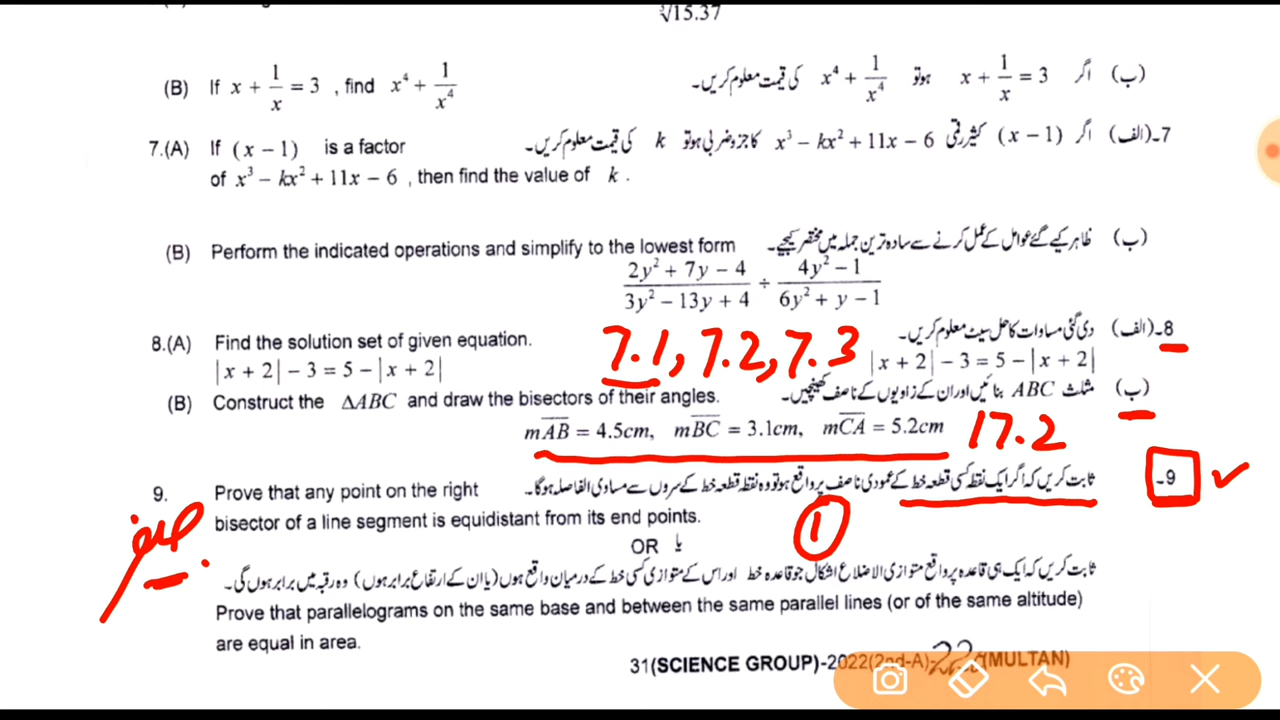 ∛15.37
(B) If x + 1/x = 3 , find x⁴ + 1/x⁴
(ب) اگر x + 1/x = 3 ہو تو x⁴ + 1/x⁴ کی قیمت معلوم کریں۔
7.(A) If (x − 1) is a factor
7۔(الف) اگر (x − 1) کثیر رقمی x³ − kx² + 11x − 6 کا جزو ضربی ہو تو k کی قیمت معلوم کریں۔
of x³ − kx² + 11x − 6 , then find the value of k .
(B) Perform the indicated operations and simplify to the lowest form
(ب) ظاہر کیے گئے عوامل کے عمل کرنے سے سادہ ترین جملہ میں مختصر کیجیے۔
(2y² + 7y − 4)/(3y² − 13y + 4) ÷ (4y² − 1)/(6y² + y − 1)
8.(A) Find the solution set of given equation.
7.1, 7.2, 7.3
8۔(الف) دی گئی مساوات کا حل سیٹ معلوم کریں۔
|x + 2| − 3 = 5 − |x + 2|
|x + 2| − 3 = 5 − |x + 2|
(B) Construct the ΔABC and draw the bisectors of their angles.
(ب) مثلث ABC بنائیں اور ان کے زاویوں کے ناصف کھینچیں۔
mAB̅ = 4.5cm, mBC̅ = 3.1cm, mCA̅ = 5.2cm
17.2
9. Prove that any point on the right
9۔ ثابت کریں کہ اگر ایک نقطہ کسی قطعہ خط کے عمودی ناصف پر واقع ہو تو وہ نقطہ قطعہ خط کے سروں سے مساوی الفاصلہ ہوگا۔
bisector of a line segment is equidistant from its end points.
1
OR یا
ثابت کریں کہ ایک ہی قاعدہ پر واقع متوازی الاضلاع اشکال جو قاعدہ خط اور اس کے متوازی کسی خط کے درمیان واقع ہوں (یا ان کے ارتفاع برابر ہوں) وہ رقبہ میں برابر ہوں گی۔
Prove that parallelograms on the same base and between the same parallel lines (or of the same altitude)
are equal in area.
31(SCIENCE GROUP)-2022(2nd-A)- (MULTAN)